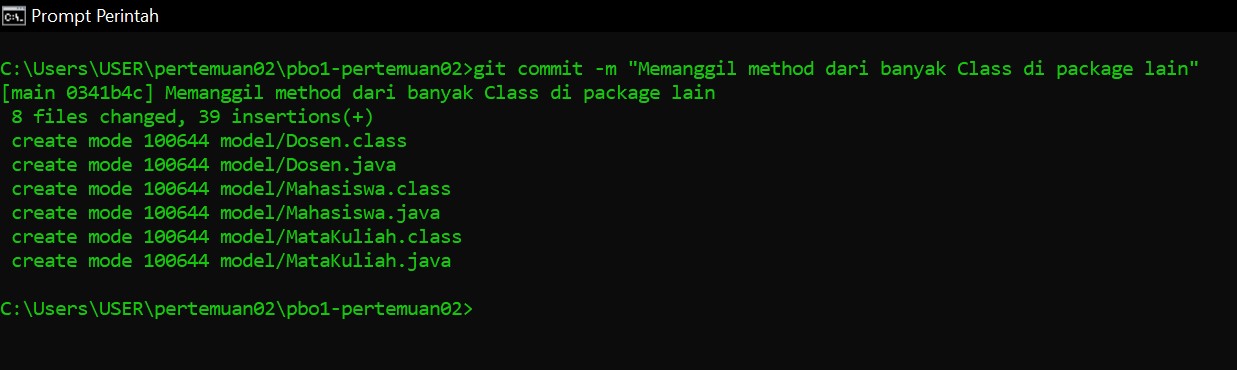 Prompt Perintah
C:\Users\USER\pertemuan02\pbo1-pertemuan02>git commit -m "Memanggil method dari banyak Class di package lain"
[main 0341b4c] Memanggil method dari banyak Class di package lain
 8 files changed, 39 insertions(+)
 create mode 100644 model/Dosen.class
 create mode 100644 model/Dosen.java
 create mode 100644 model/Mahasiswa.class
 create mode 100644 model/Mahasiswa.java
 create mode 100644 model/MataKuliah.class
 create mode 100644 model/MataKuliah.java
C:\Users\USER\pertemuan02\pbo1-pertemuan02>